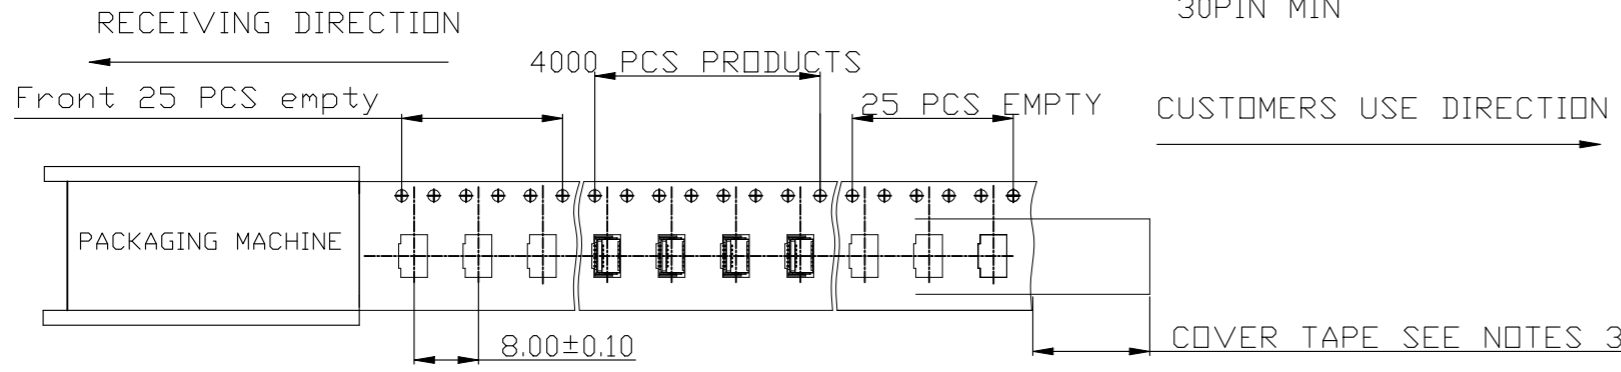 30PIN MIN
RECEIVING DIRECTION
4000 PCS PRODUCTS
Front 25 PCS empty
25 PCS EMPTY
CUSTOMERS USE DIRECTION
PACKAGING MACHINE
8.00±0.10
COVER TAPE SEE NOTES 3